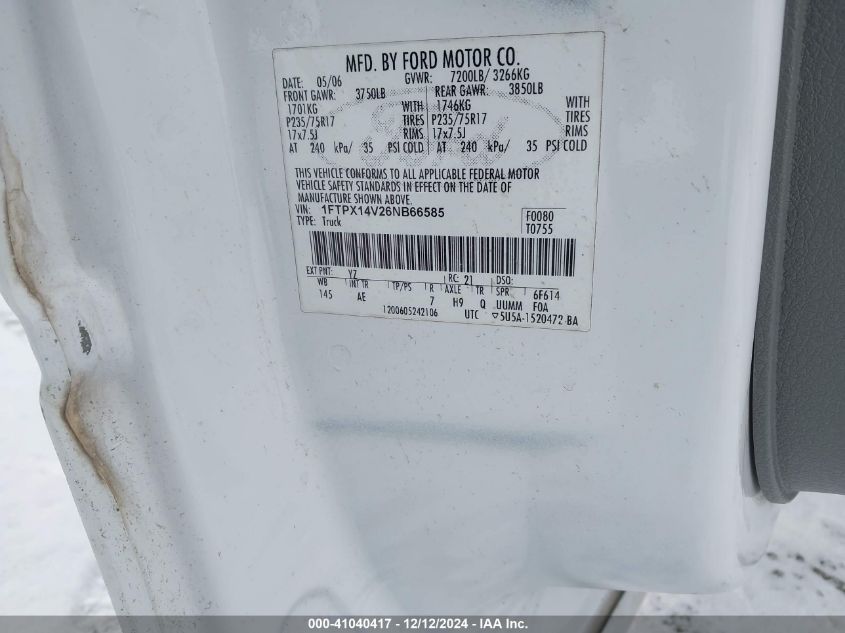 MFD. BY FORD MOTOR CO.
DATE: 05/06 GVWR: 7200LB/ 3266KG
FRONT GAWR: 3750LB REAR GAWR: 3850LB
1701KG WITH 1746KG WITH
P235/75R17 TIRES P235/75R17 TIRES
17x7.5J RIMS 17x7.5J RIMS
AT 240 kPa/ 35 PSI COLD AT 240 kPa/ 35 PSI COLD
Ford
THIS VEHICLE CONFORMS TO ALL APPLICABLE FEDERAL MOTOR
VEHICLE SAFETY STANDARDS IN EFFECT ON THE DATE OF
MANUFACTURE SHOWN ABOVE.
VIN: 1FTPX14V26NB66585 F0080
TYPE: Truck T0755
EXT PNT: YZ RC: 21 DSO:
WB INT TR TP/PS R AXLE TR SPR 6F614
145 AE 7 H9 Q UUMM FOA
1200605242106 UTC ▽5U5A-1520472-BA
000-41040417 • 12/12/2024 - IAA Inc.